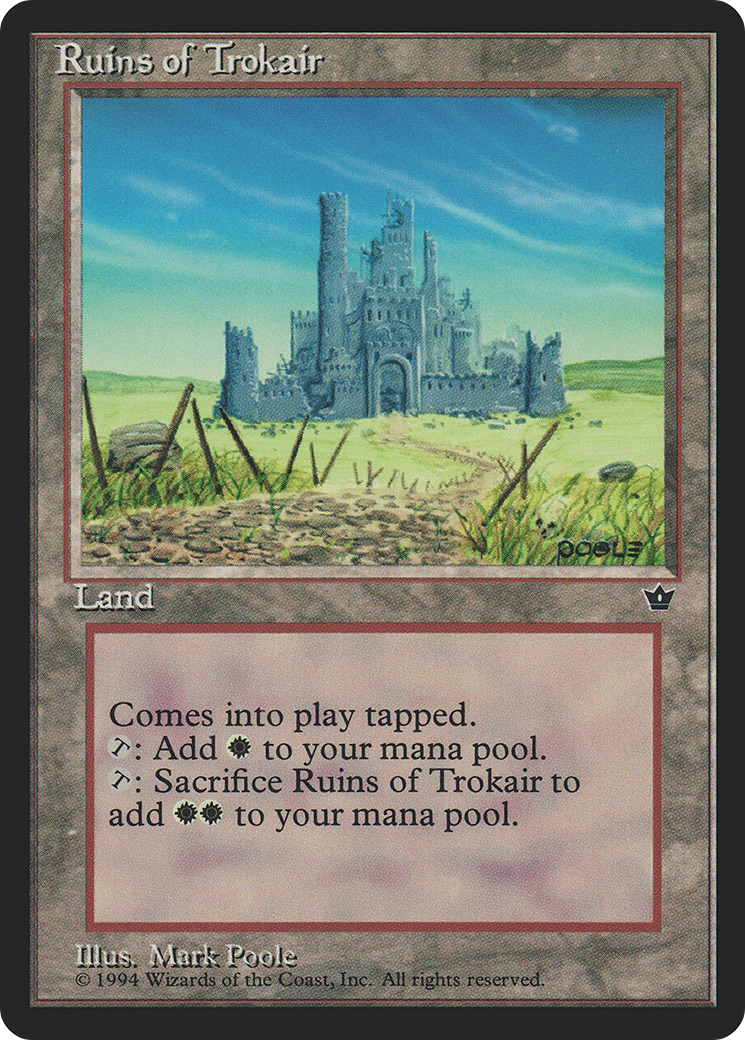 Ruins of Trokair
POOLE
Land
Comes into play tapped.
T: Add to your mana pool.
T: Sacrifice Ruins of Trokair to
add to your mana pool.
Illus. Mark Poole
© 1994 Wizards of the Coast, Inc. All rights reserved.